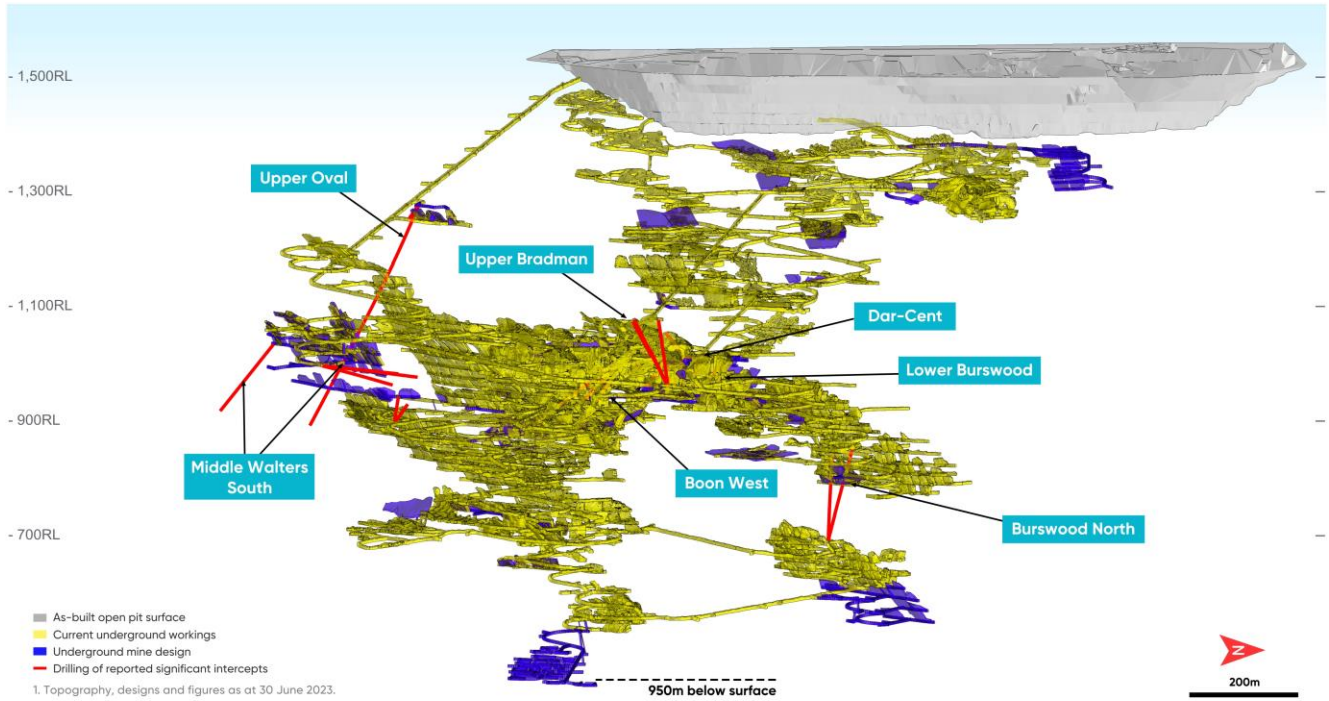 - 1,500RL
- 1,300RL
Upper Oval
Upper Bradman
- 1,100RL
Dar-Cent
Lower Burswood
- 900RL
Middle Walters
South
Boon West
Burswood North
- 700RL
As-built open pit surface
Current underground workings
Underground mine design
Drilling of reported significant intercepts
1. Topography, designs and figures as at 30 June 2023.
950m below surface
N
200m